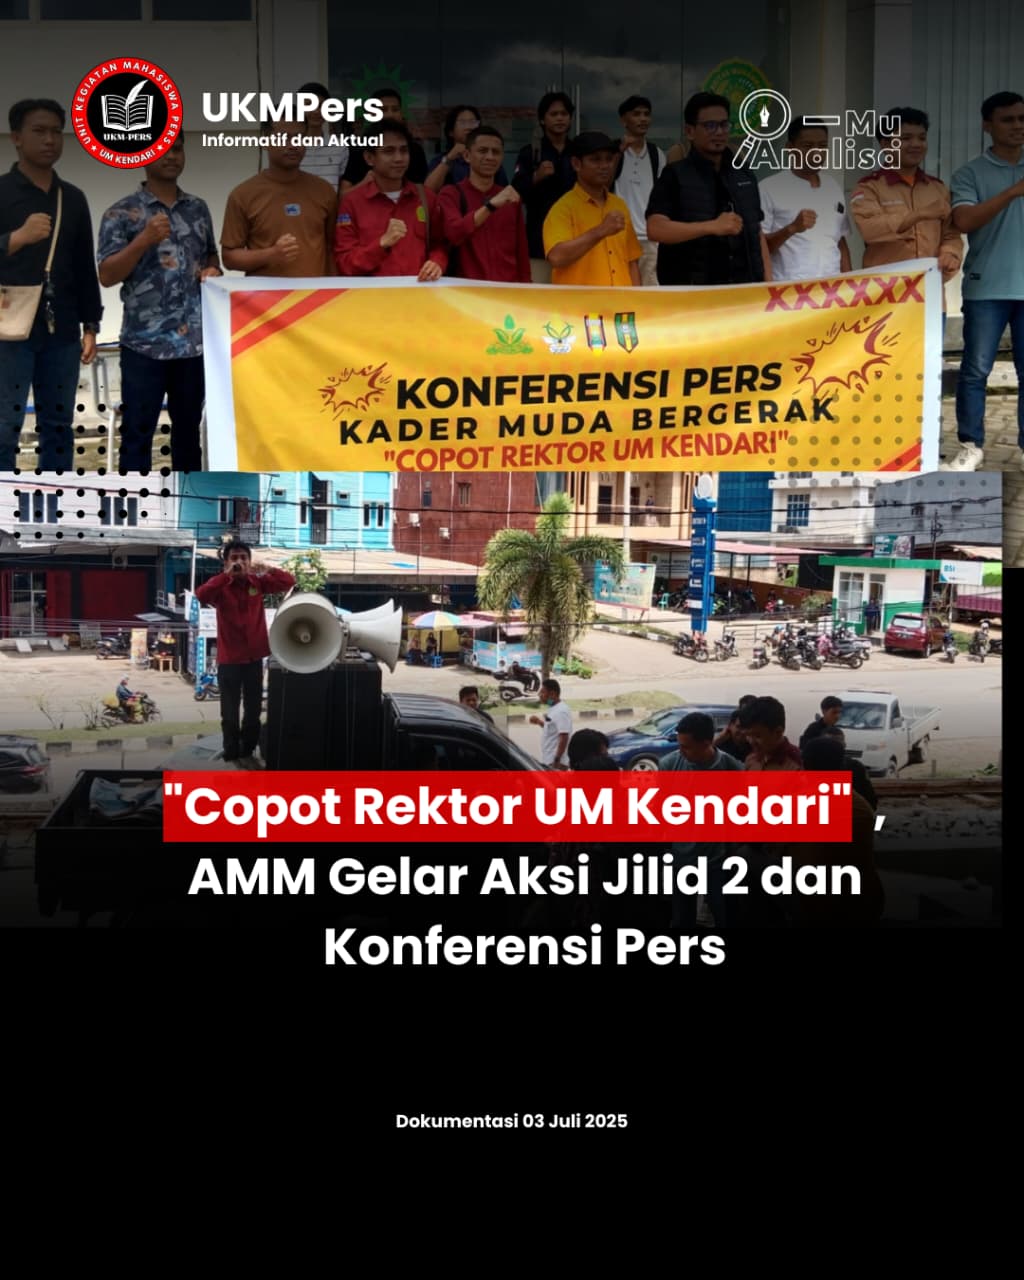 UNIT KEGIATAN MAHASISWA PERS
UKM-PERS
UM KENDARI
UKMPers
Informatif dan Aktual
Mu
Analisa
XXXXXX
KONFERENSI PERS
KADER MUDA BERGERAK
"COPOT REKTOR UM KENDARI"
BSI
"Copot Rektor UM Kendari" ,
AMM Gelar Aksi Jilid 2 dan
Konferensi Pers
Dokumentasi 03 Juli 2025